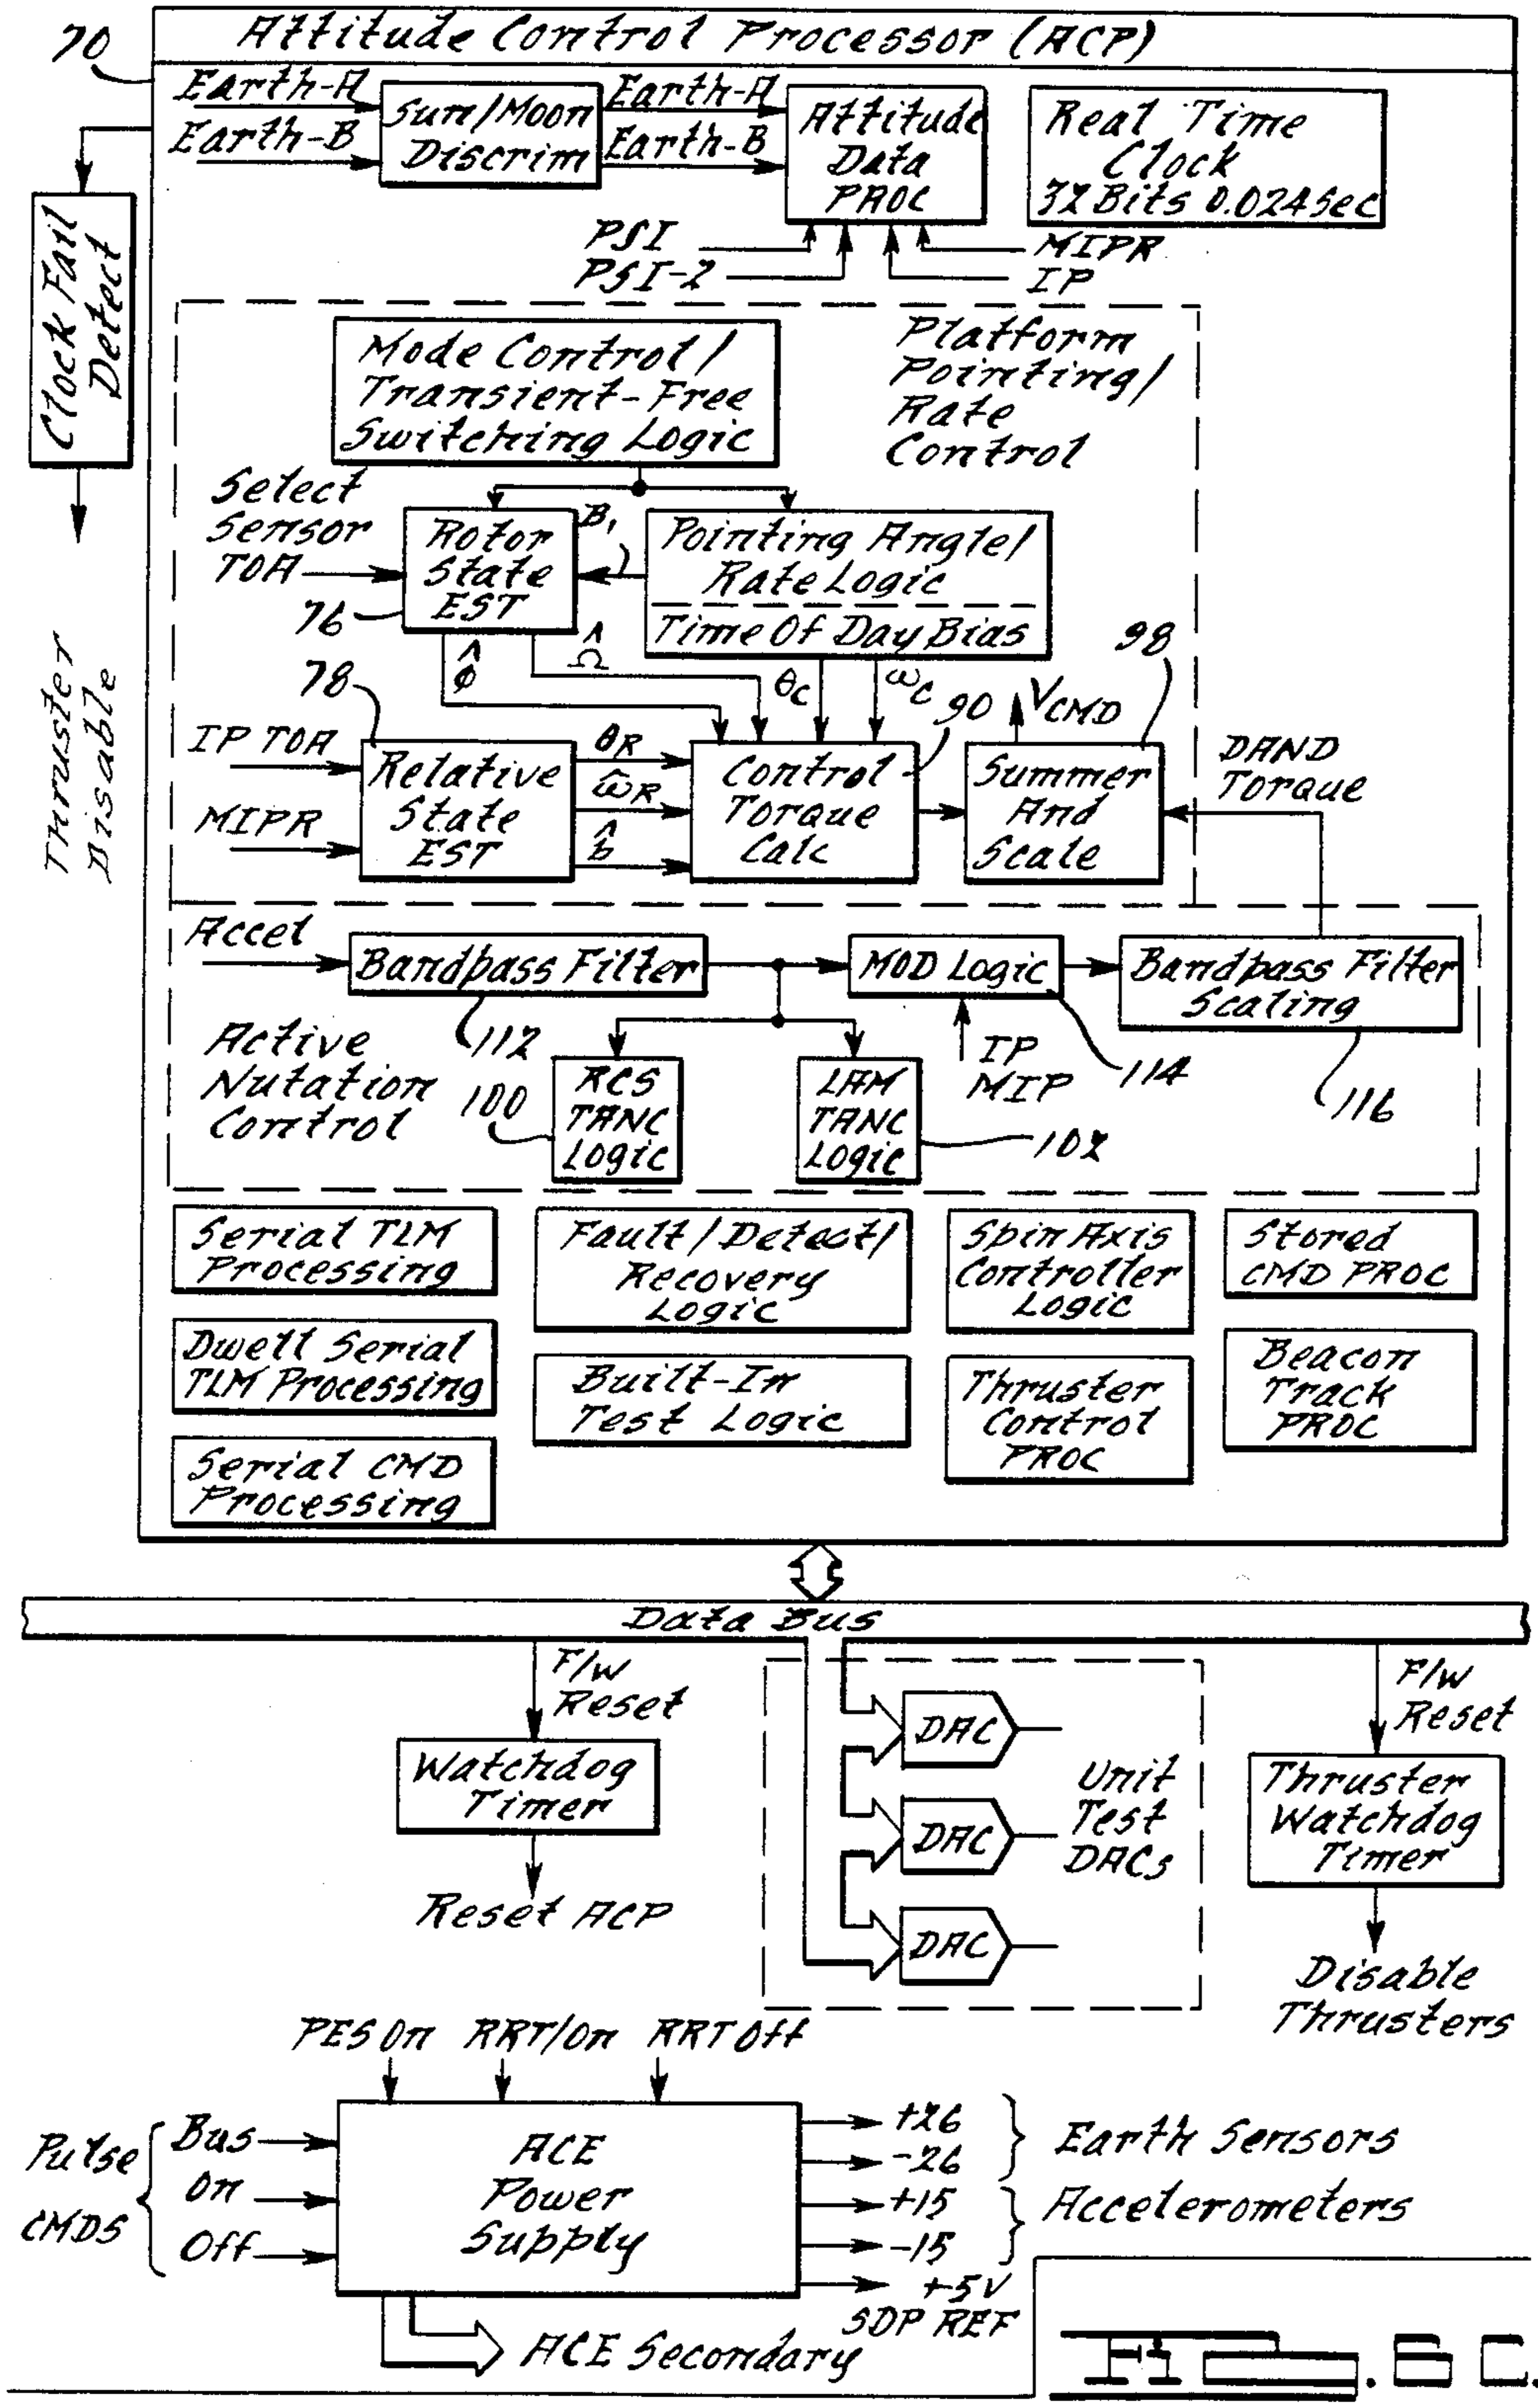 Attitude Control Processor (ACP)
70
Earth-A
Earth-B
Sun/Moon
Discrim
Earth-A
Earth-B
Attitude
Data
PROC
Real Time
Clock
32 Bits 0.024 Sec
PSI
PSI-2
MIPR
IP
Clock Fail
Detect
Thruster
Disable
Mode Control/
Transient-Free
Switching Logic
Platform
Pointing/
Rate
Control
Select
Sensor
TOA
Rotor
State
EST
76
B,
Pointing Angle/
Rate Logic
Time Of Day Bias
98
φ̂
Ω̂
θC
ωC
90
VCMD
78
IP TOA
MIPR
Relative
State
EST
θR
ω̂R
b̂
Control
Torque
Calc
Summer
And
Scale
DAND
Torque
Accel
Bandpass Filter
112
MOD Logic
IP
MIP
114
Bandpass Filter
Scaling
116
Active
Nutation
Control
100
RCS
TANC
Logic
LAM
TANC
Logic
102
Serial TLM
Processing
Fault/Detect/
Recovery
Logic
Spin Axis
Controller
Logic
Stored
CMD PROC
Dwell Serial
TLM Processing
Built-In
Test Logic
Thruster
Control
PROC
Beacon
Track
PROC
Serial CMD
Processing
Data Bus
F/W
Reset
Watchdog
Timer
Reset ACP
DAC
DAC
DAC
Unit
Test
DACs
F/W
Reset
Thruster
Watchdog
Timer
Disable
Thrusters
PES On
RRT/On
RRT Off
Pulse
CMDS
Bus
On
Off
ACE
Power
Supply
+26
-26
Earth Sensors
+15
-15
Accelerometers
+5V
SDP REF
ACE Secondary
FIG. 6C.